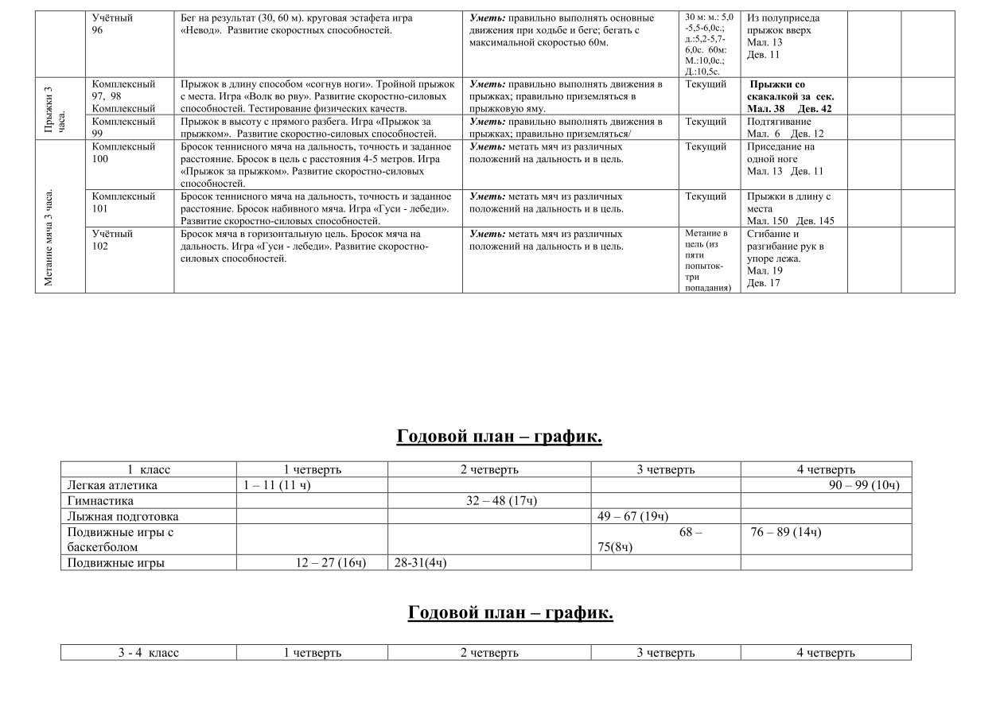 Учётный
96
Бег на результат (30, 60 м). круговая эстафета игра
«Невод».  Развитие скоростных способностей.
Уметь: правильно выполнять основные
движения при ходьбе и беге; бегать с
максимальной скоростью 60м.
30 м: м.: 5,0
-5,5-6,0с.;
д.:5,2-5,7-
6,0с.  60м:
М.:10,0с.;
Д.:10,5с.
Из полуприседа
прыжок вверх
Мал. 13
Дев. 11
Прыжки 3
часа.
Комплексный
97,  98
Комплексный
Прыжок в длину способом «согнув ноги». Тройной прыжок
с места. Игра «Волк во рву». Развитие скоростно-силовых
способностей. Тестирование физических качеств.
Уметь: правильно выполнять движения в
прыжках; правильно приземляться в
прыжковую яму.
Текущий
Прыжки со
скакалкой за  сек.
Мал. 38     Дев. 42
Комплексный
99
Прыжок в высоту с прямого разбега. Игра «Прыжок за
прыжком».  Развитие скоростно-силовых способностей.
Уметь: правильно выполнять движения в
прыжках; правильно приземляться/
Текущий
Подтягивание
Мал.  6    Дев. 12
Метание мяча 3 часа.
Комплексный
100
Бросок теннисного мяча на дальность, точность и заданное
расстояние. Бросок в цель с расстояния 4-5 метров. Игра
«Прыжок за прыжком». Развитие скоростно-силовых
способностей.
Уметь: метать мяч из различных
положений на дальность и в цель.
Текущий
Приседание на
одной ноге
Мал. 13   Дев. 11
Комплексный
101
Бросок теннисного мяча на дальность, точность и заданное
расстояние. Бросок набивного мяча. Игра «Гуси - лебеди».
Развитие скоростно-силовых способностей.
Уметь: метать мяч из различных
положений на дальность и в цель.
Текущий
Прыжки в длину с
места
Мал. 150   Дев. 145
Учётный
102
Бросок мяча в горизонтальную цель. Бросок мяча на
дальность. Игра «Гуси - лебеди». Развитие скоростно-
силовых способностей.
Уметь: метать мяч из различных
положений на дальность и в цель.
Метание в
цель (из
пяти
попыток-
три
попадания)
Сгибание и
разгибание рук в
упоре лежа.
Мал. 19
Дев. 17
Годовой план – график.
1  класс 1 четверть 2 четверть 3 четверть 4 четверть
Легкая атлетика 1 – 11 (11 ч) 90 – 99 (10ч)
Гимнастика 32 – 48 (17ч)
Лыжная подготовка 49 – 67 (19ч)
Подвижные игры с
баскетболом
68 –
75(8ч)
76 – 89 (14ч)
Подвижные игры 12 – 27 (16ч) 28-31(4ч)
Годовой план – график.
3 - 4  класс 1 четверть 2 четверть 3 четверть 4 четверть